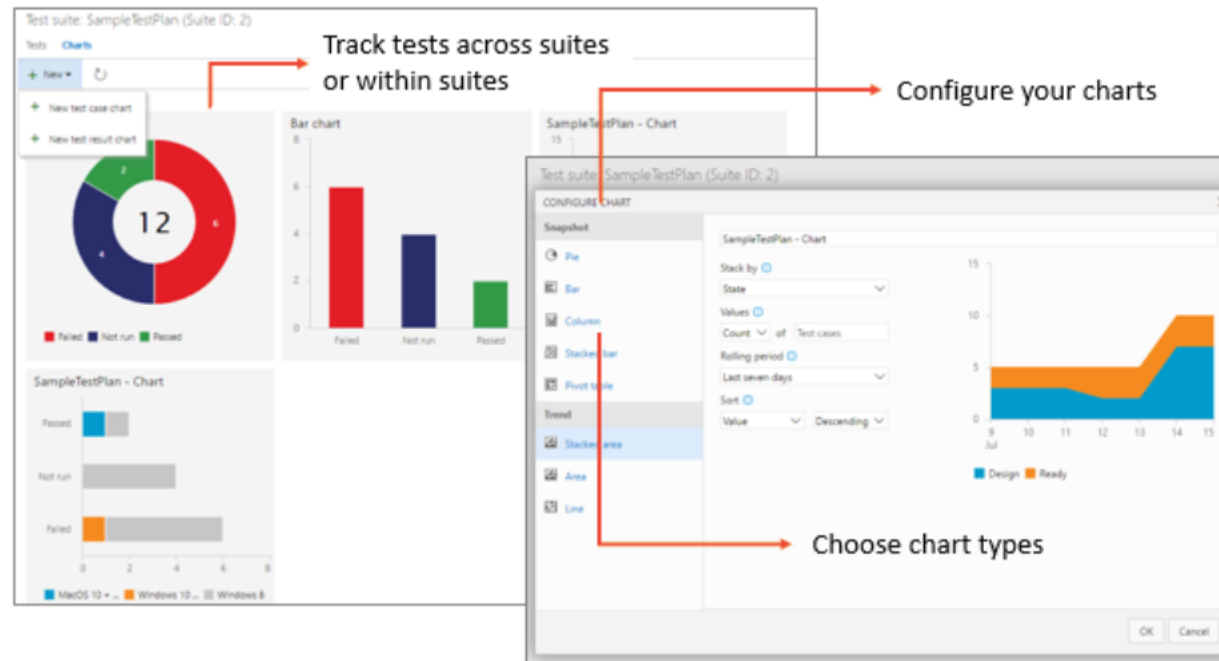 Test suite: SampleTestPlan (Suite ID: 2)
Tests Charts
+ New
+ New test case chart
+ New test result chart
Track tests across suites
or within suites
Configure your charts
2
12
6
4
Failed Not run Passed
Bar chart
8
6
4
2
0
Failed Not run Passed
SampleTestPlan - Chart
15
SampleTestPlan - Chart
Passed
Not run
Failed
0 2 4 6 8
MacOS 10 + ... Windows 10 ... Windows 8
Test suite: SampleTestPlan (Suite ID: 2)
CONFIGURE CHART
Snapshot
Pie
Bar
Column
Stacked bar
Pivot table
Trend
Stacked area
Area
Line
SampleTestPlan - Chart
Stack by
State
Values
Count of Test cases
Rolling period
Last seven days
Sort
Value Descending
15
10
5
0
9 10 11 12 13 14 15
Jul
Design Ready
Choose chart types
OK Cancel